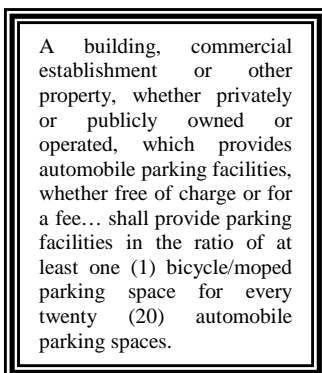 A building, commercial
establishment or other
property, whether privately
or publicly owned or
operated, which provides
automobile parking facilities,
whether free of charge or for
a fee… shall provide parking
facilities in the ratio of at
least one (1) bicycle/moped
parking space for every
twenty (20) automobile
parking spaces.